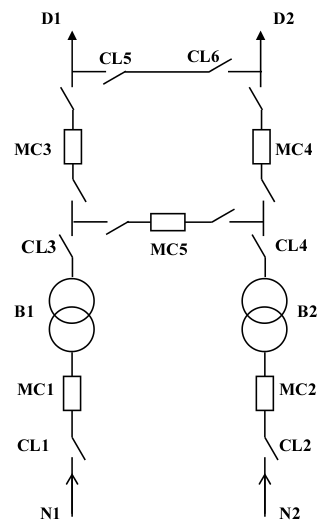 D1 D2
CL5 CL6
MC3 MC4
MC5
CL3 CL4
B1 B2
MC1 MC2
CL1 CL2
N1 N2